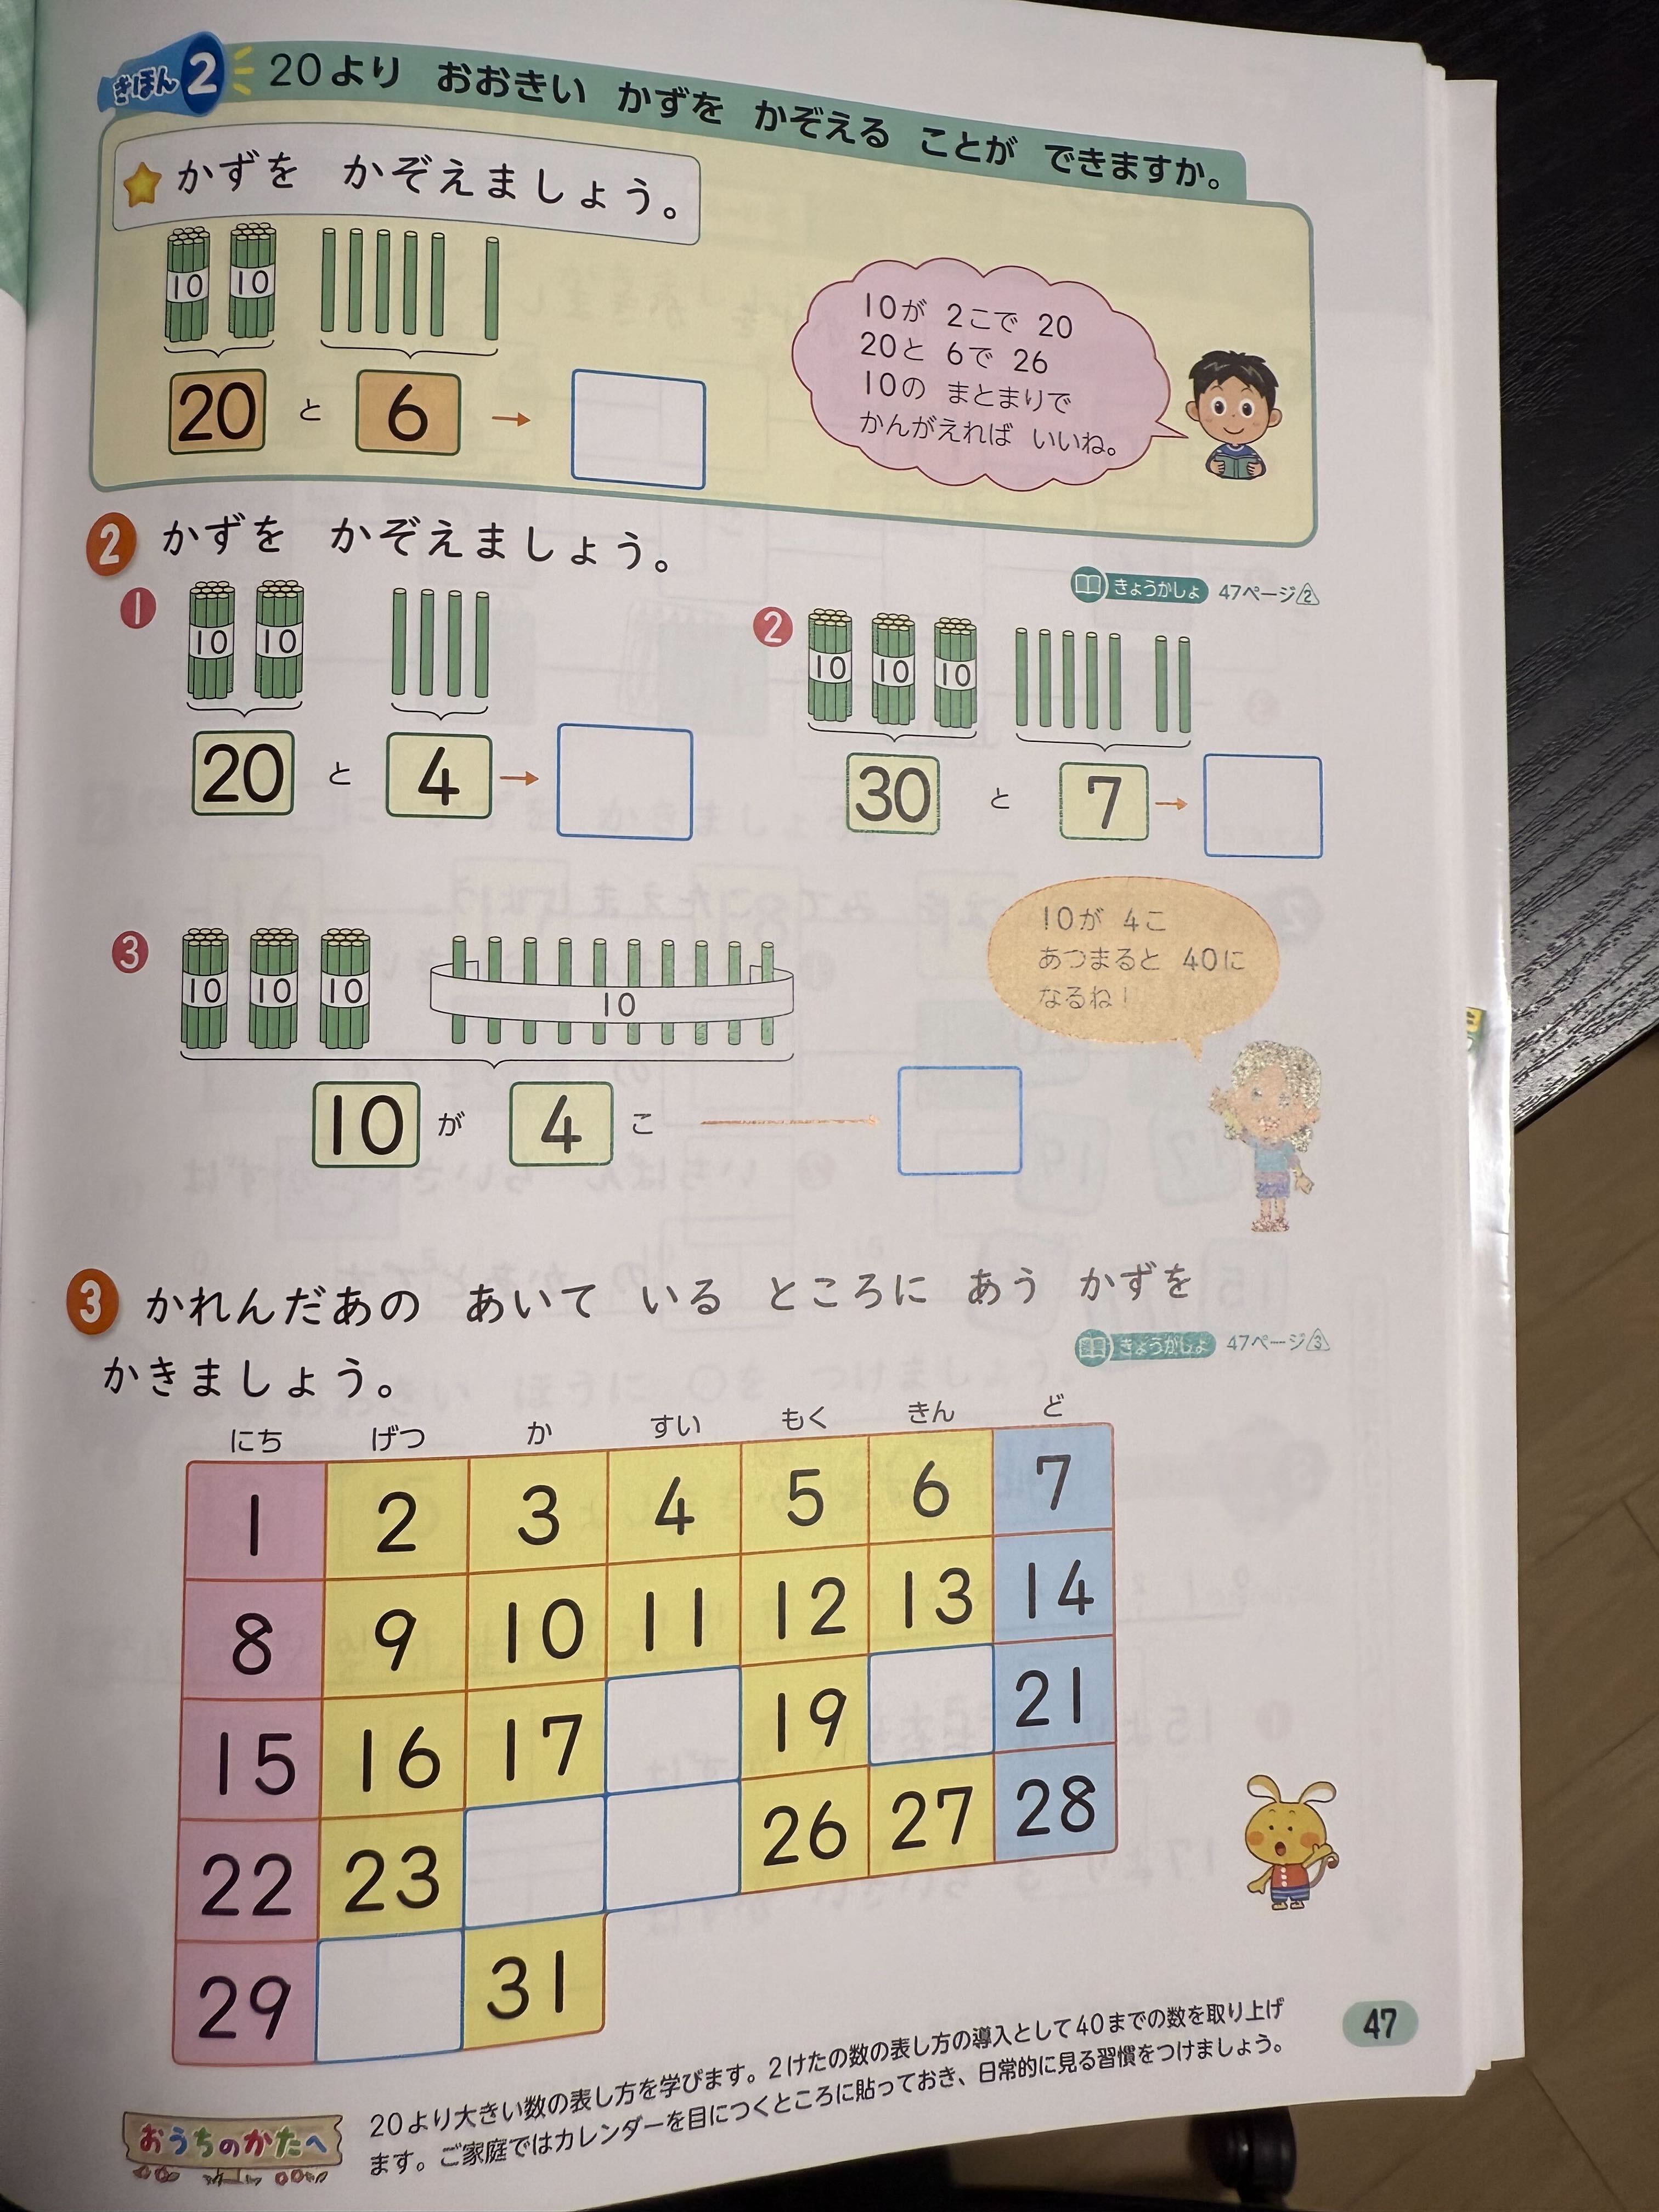 きほん 2 20より おおきい かずを かぞえる ことが できますか。
かずを かぞえましょう。
10 10
20 と 6 →
10が 2こで 20
20と 6で 26
10の まとまりで
かんがえれば いいね。
2 かずを かぞえましょう。
きょうかしょ 47ページ 2
1
10 10
20 と 4 →
2
10 10 10
30 と 7 →
3
10 10 10 10
10 が 4 こ →
10が 4こ
あつまると 40に
なるね!
3 かれんだあの あいて いる ところに あう かずを
かきましょう。
きょうかしょ 47ページ 3
にち げつ か すい もく きん ど
1 2 3 4 5 6 7
8 9 10 11 12 13 14
15 16 17 19 21
22 23 26 27 28
29 31
おうちのかたへ
20より大きい数の表し方を学びます。2けたの数の表し方の導入として40までの数を取り上げ
ます。ご家庭ではカレンダーを目につくところに貼っておき、日常的に見る習慣をつけましょう。
47